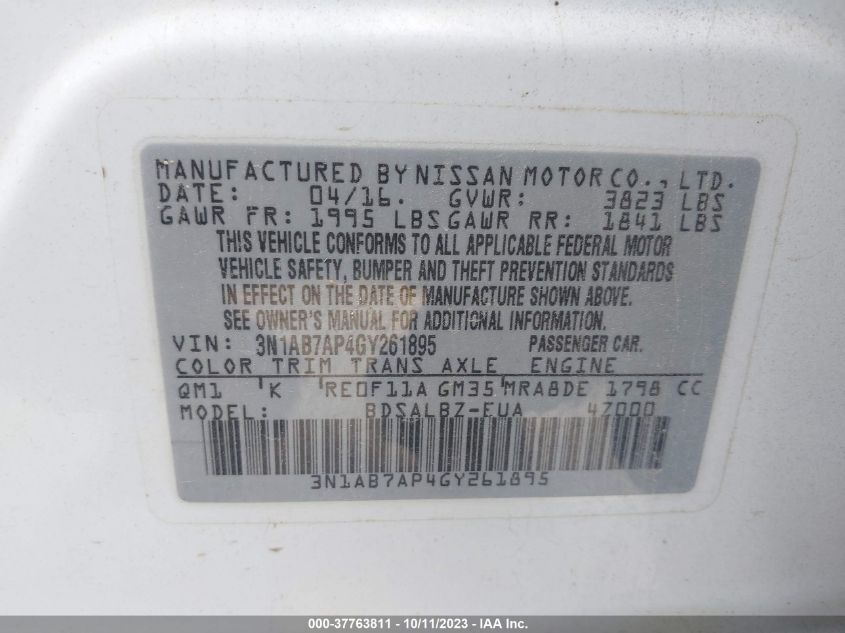 MANUFACTURED BY NISSAN MOTOR CO., LTD.
DATE: 04/16. GVWR: 3823 LBS
GAWR FR: 1995 LBS GAWR RR: 1841 LBS
THIS VEHICLE CONFORMS TO ALL APPLICABLE FEDERAL MOTOR
VEHICLE SAFETY, BUMPER AND THEFT PREVENTION STANDARDS
IN EFFECT ON THE DATE OF MANUFACTURE SHOWN ABOVE.
SEE OWNER'S MANUAL FOR ADDITIONAL INFORMATION.
VIN: 3N1AB7AP4GY261895 PASSENGER CAR.
COLOR TRIM TRANS AXLE ENGINE
QM1 'K 'RE0F11A GM35 'MRA8DE 1798 CC
MODEL: BDSALBZ-EUA 47000
3N1AB7AP4GY261895
000-37763811 - 10/11/2023 - IAA Inc.